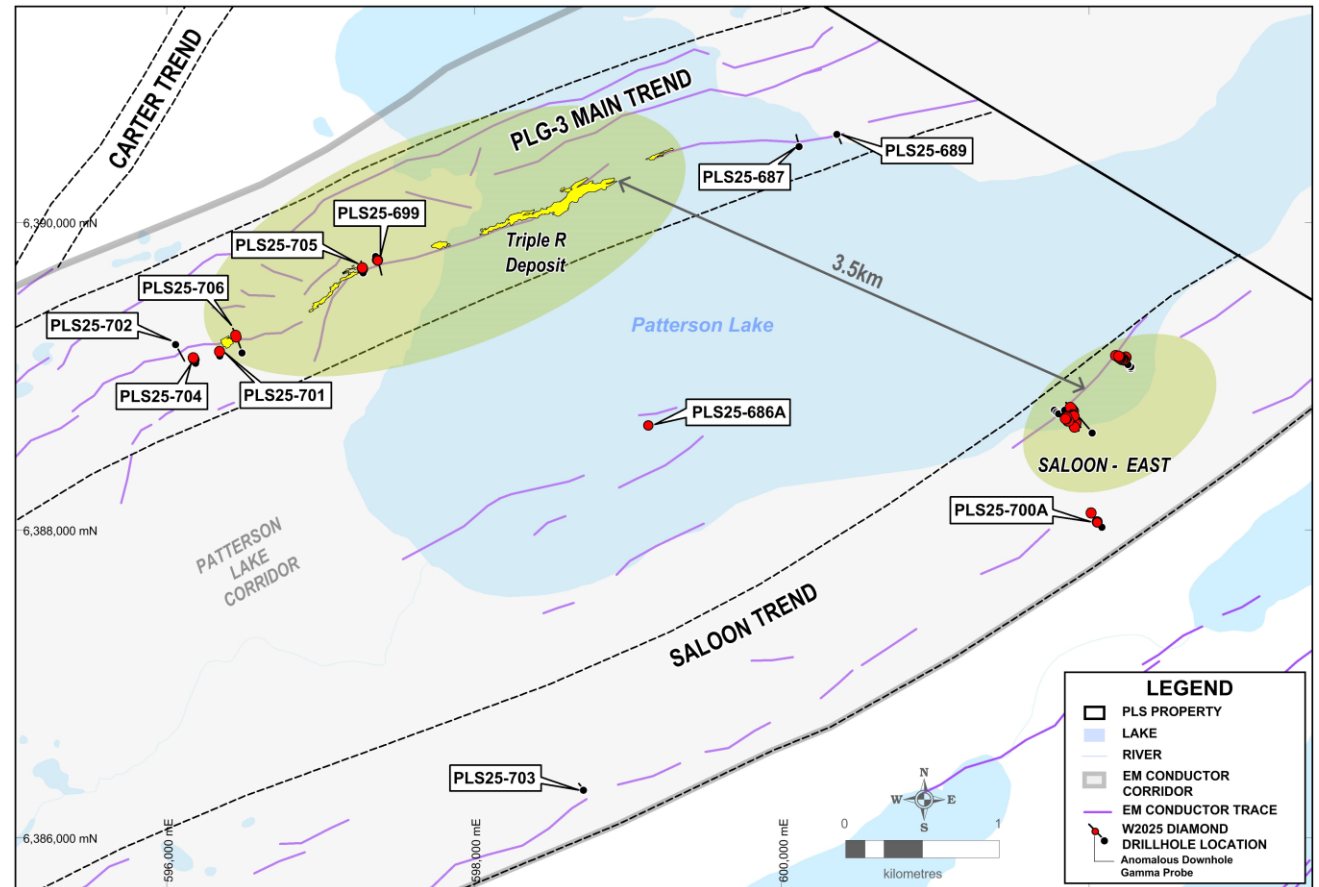 CARTER TREND
PLG-3 MAIN TREND
PLS25-689
PLS25-687
PLS25-699
6,390,000 mN
PLS25-705
Triple R
Deposit
3.5km
PLS25-706
PLS25-702
Patterson Lake
PLS25-704
PLS25-701
PLS25-686A
SALOON - EAST
PLS25-700A
6,388,000 mN
PATTERSON
LAKE
CORRIDOR
SALOON TREND
PLS25-703
6,386,000 mN
596,000 mE
598,000 mE
600,000 mE
N
W
E
S
0
1
kilometres
LEGEND
PLS PROPERTY
LAKE
RIVER
EM CONDUCTOR
CORRIDOR
EM CONDUCTOR TRACE
W2025 DIAMOND
DRILLHOLE LOCATION
Anomalous Downhole
Gamma Probe